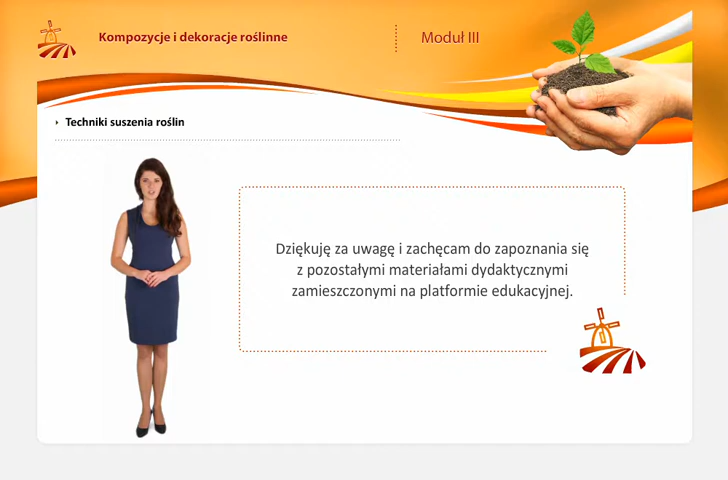 Kompozycje i dekoracje roślinne
Moduł III
Techniki suszenia roślin
Dziękuję za uwagę i zachęcam do zapoznania się
z pozostałymi materiałami dydaktycznymi
zamieszczonymi na platformie edukacyjnej.